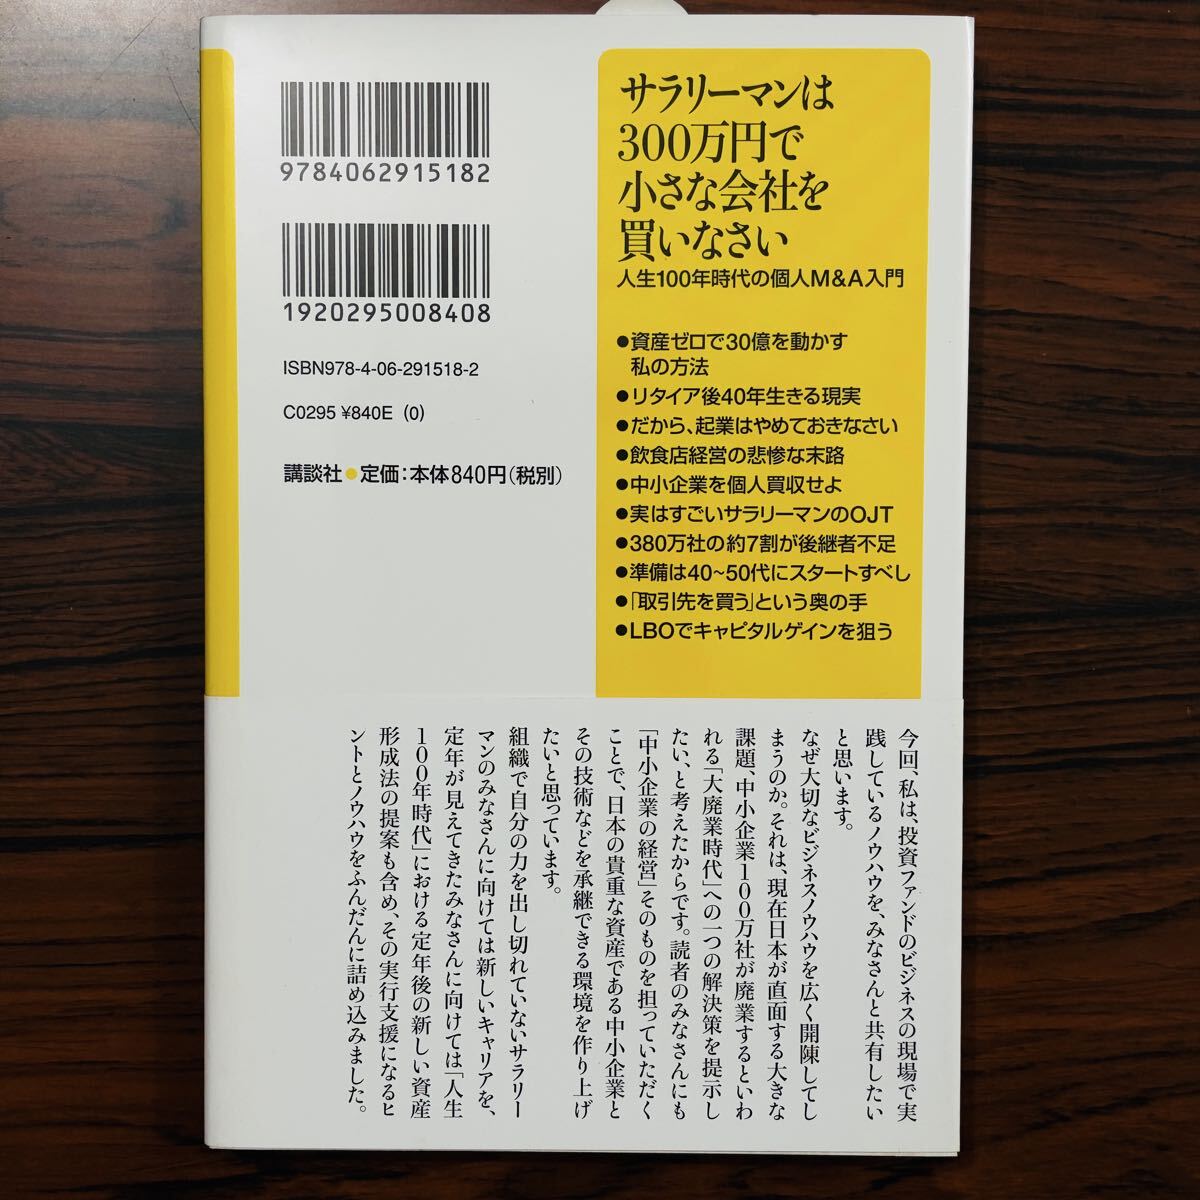 9784062915182
1920295008408
ISBN978-4-06-291518-2
C0295 ¥840E (0)
講談社●定価：本体840円（税別）
サラリーマンは
300万円で
小さな会社を
買いなさい
人生100年時代の個人M&A入門
●資産ゼロで30億を動かす
私の方法
●リタイア後40年生きる現実
●だから、起業はやめておきなさい
●飲食店経営の悲惨な末路
●中小企業を個人買収せよ
●実はすごいサラリーマンのOJT
●380万社の約7割が後継者不足
●準備は40~50代にスタートすべし
●「取引先を買う」という奥の手
●LBOでキャピタルゲインを狙う
今回、私は、投資ファンドのビジネスの現場で実
践しているノウハウを、みなさんと共有したい
と思います。
なぜ大切なビジネスノウハウを広く開陳してし
まうのか。それは、現在日本が直面する大きな
課題、中小企業100万社が廃業するといわ
れる「大廃業時代」への一つの解決策を提示し
たい、と考えたからです。読者のみなさんにも
「中小企業の経営」そのものを担っていただく
ことで、日本の貴重な資産である中小企業と
その技術などを承継できる環境を作り上げ
たいと思っています。
組織で自分の力を出し切れていないサラリー
マンのみなさんに向けては新しいキャリアを、
定年が見えてきたみなさんに向けては「人生
100年時代」における定年後の新しい資産
形成法の提案も含め、その実行支援になるヒ
ントとノウハウをふんだんに詰め込みました。